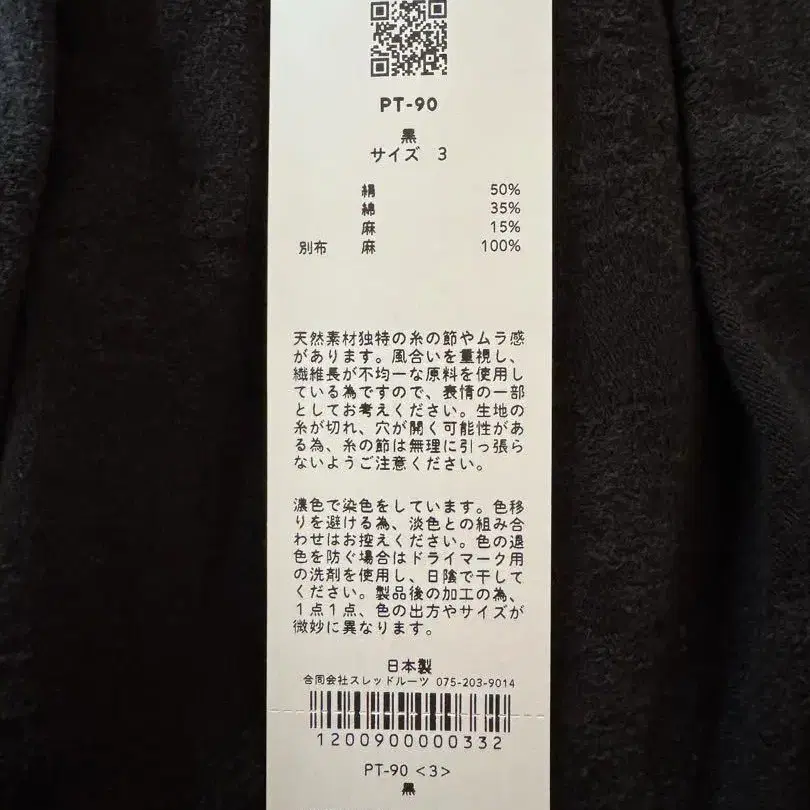 PT-90
黒
サイズ 3
絹 50%
綿 35%
麻 15%
別布 麻 100%
天然素材独特の糸の節やムラ感
があります。風合いを重視し、
繊維長が不均一な原料を使用し
ている為ですので、表情の一部
としてお考えください。生地の
糸が切れ、穴が開く可能性があ
る為、糸の節は無理に引っ張ら
ないようご注意ください。
濃色で染色をしています。色移
りを避ける為、淡色との組み合
わせはお控えください。色の退
色を防ぐ場合はドライマーク用
の洗剤を使用し、日陰で干して
ください。製品後の加工の為、
1点1点、色の出方やサイズが
微妙に異なります。
日本製
合同会社スレッドルーツ 075-203-9014
1200900000332
PT-90 <3>
黒